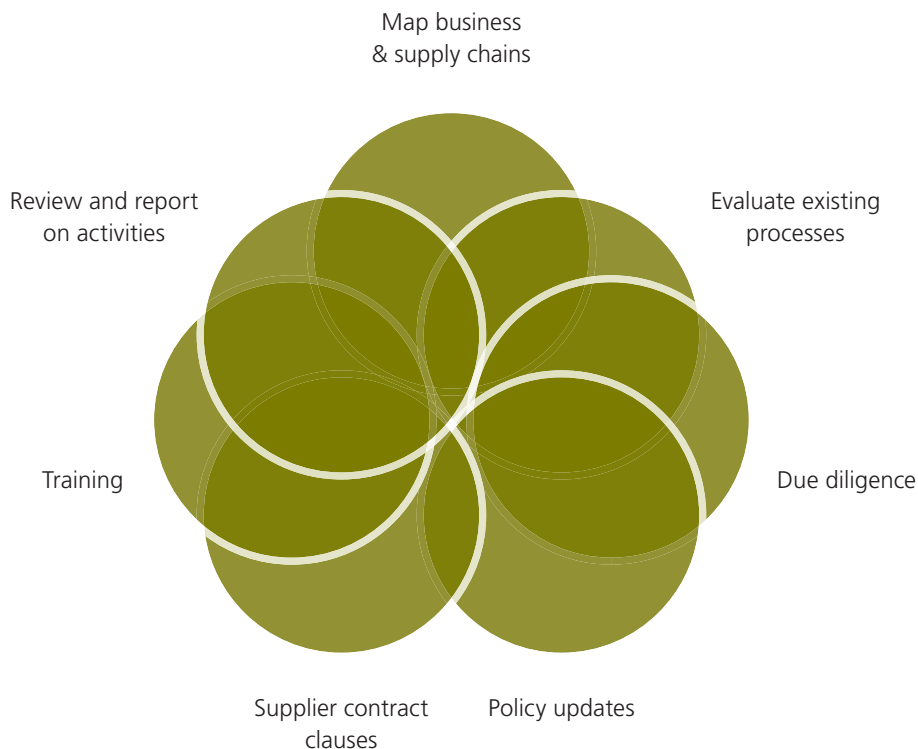 Map business
& supply chains
Review and report
on activities
Evaluate existing
processes
Training
Due diligence
Supplier contract
clauses
Policy updates